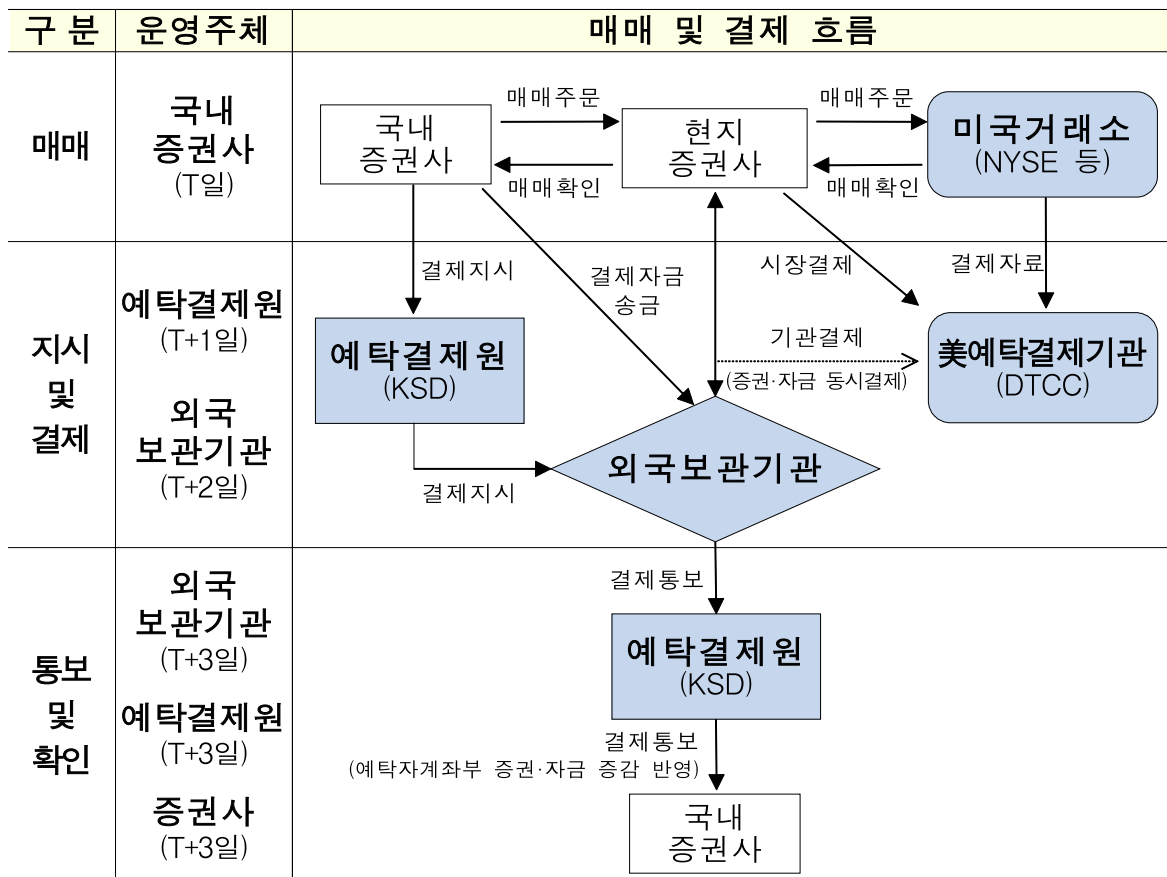 구 분 운영주체 매매 및 결제 흐름
매매
국내
증권사
(T일)
국내
증권사
매매주문
매매확인
현지
증권사
매매주문
매매확인
미국거래소
(NYSE 등)
지시
및
결제
예탁결제원
(T+1일)
외국
보관기관
(T+2일)
결제지시
결제자금
송금
시장결제
결제자료
예탁결제원
(KSD)
기관결제
(증권·자금 동시결제)
美예탁결제기관
(DTCC)
결제지시
외국보관기관
통보
및
확인
외국
보관기관
(T+3일)
예탁결제원
(T+3일)
증권사
(T+3일)
결제통보
예탁결제원
(KSD)
결제통보
(예탁자계좌부 증권·자금 증감 반영)
국내
증권사